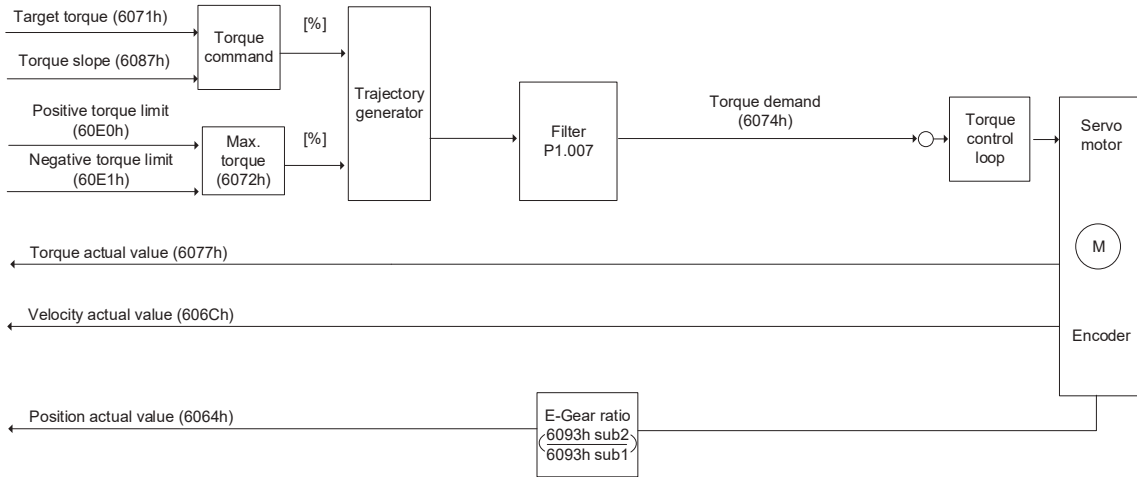 Target torque (6071h)
Torque slope (6087h)
Torque
command
[%]
Positive torque limit
(60E0h)
Negative torque limit
(60E1h)
Max.
torque
(6072h)
[%]
Trajectory
generator
Filter
P1.007
Torque demand
(6074h)
Torque
control
loop
Servo
motor
M
Encoder
Torque actual value (6077h)
Velocity actual value (606Ch)
Position actual value (6064h)
E-Gear ratio
(6093h sub2
6093h sub1)